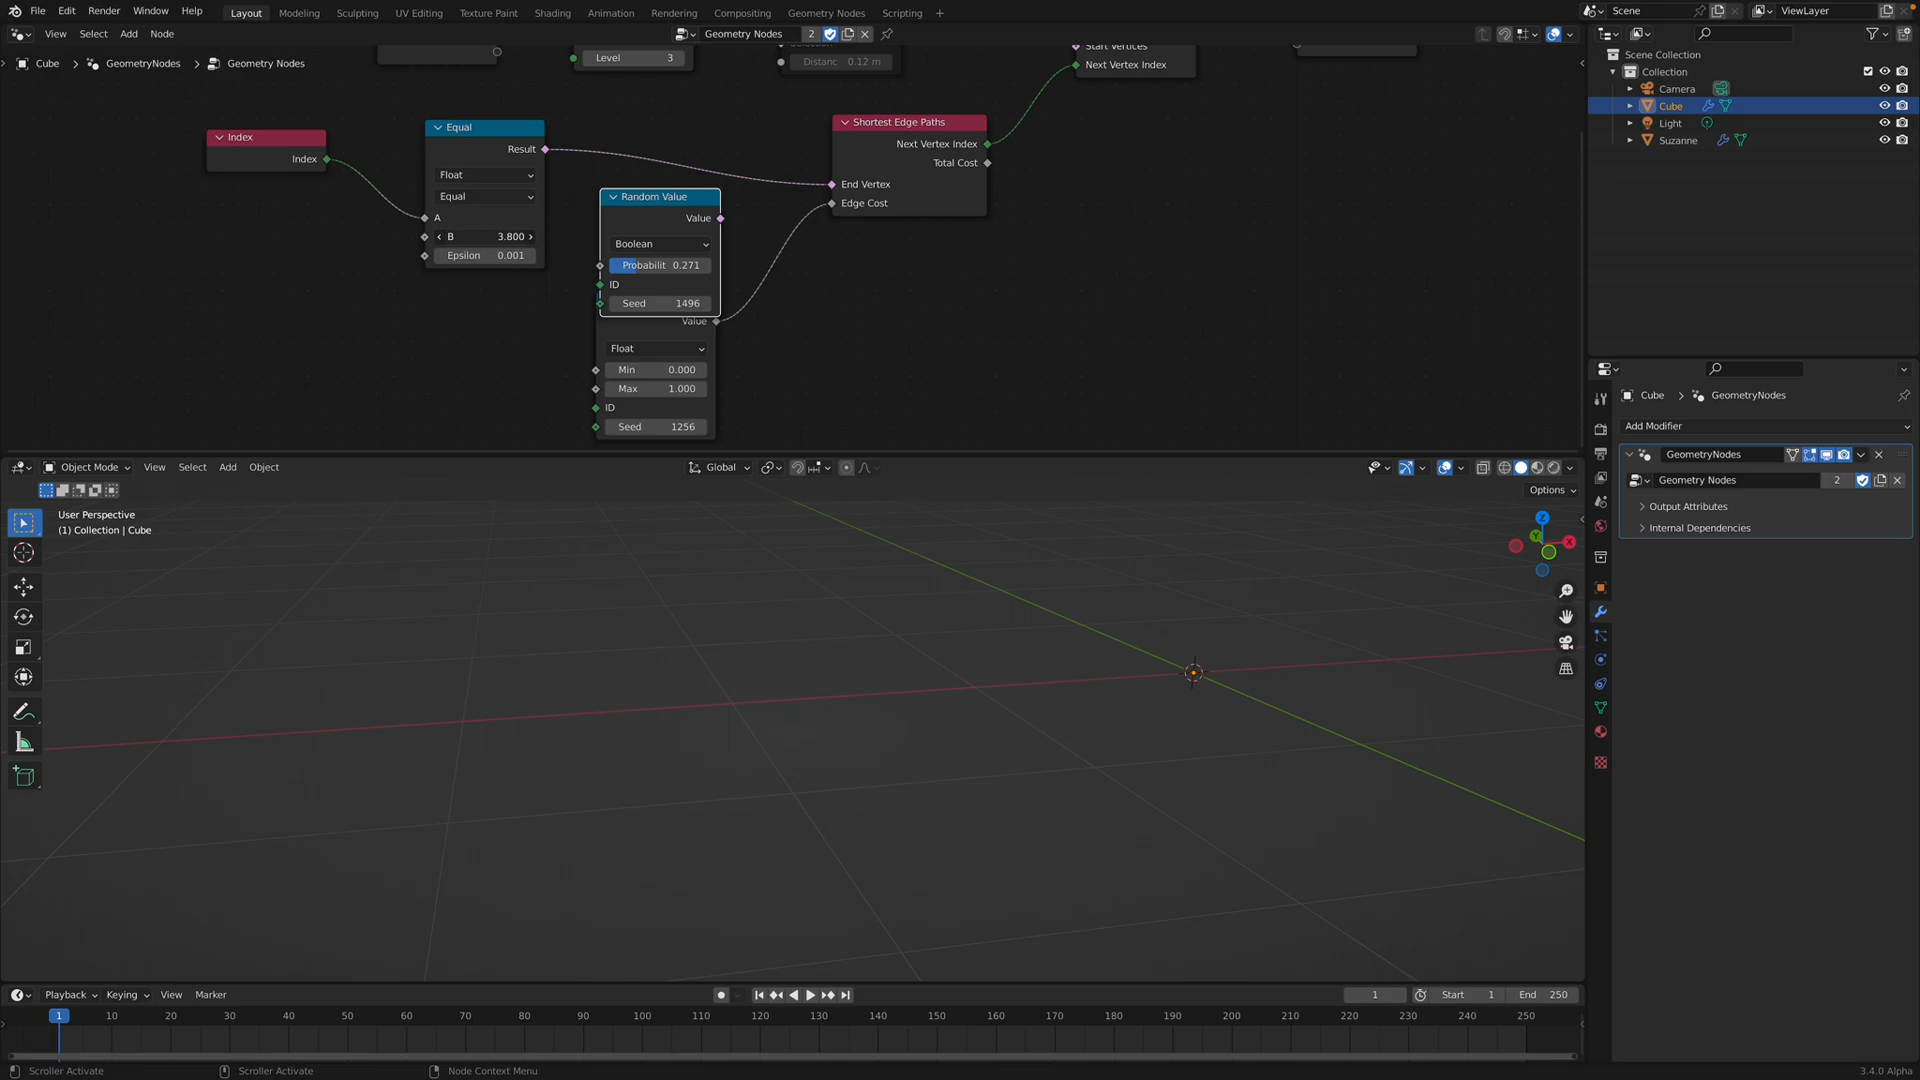 File Edit Render Window Help Layout Modeling Sculpting UV Editing Texture Paint Shading Animation Rendering Compositing Geometry Nodes Scripting + Scene ViewLayer
View Select Add Node Geometry Nodes 2
Cube > GeometryNodes > Geometry Nodes
Level 3
Distanc 0.12 m
Start Vertices
Next Vertex Index
Index
Index
Equal
Result
Float
Equal
A
B 3.800
Epsilon 0.001
Random Value
Value
Boolean
Probabilit 0.271
ID
Seed 1496
Value
Float
Min 0.000
Max 1.000
ID
Seed 1256
Shortest Edge Paths
Next Vertex Index
Total Cost
End Vertex
Edge Cost
Scene Collection
Collection
Camera
Cube
Light
Suzanne
Cube > GeometryNodes
Add Modifier
GeometryNodes
Geometry Nodes 2
Output Attributes
Internal Dependencies
Object Mode View Select Add Object Global
Options
User Perspective
(1) Collection | Cube
Z
Y
X
Playback Keying View Marker 1 Start 1 End 250
1 10 20 30 40 50 60 70 80 90 100 110 120 130 140 150 160 170 180 190 200 210 220 230 240 250
Scroller Activate Scroller Activate Node Context Menu 3.4.0 Alpha